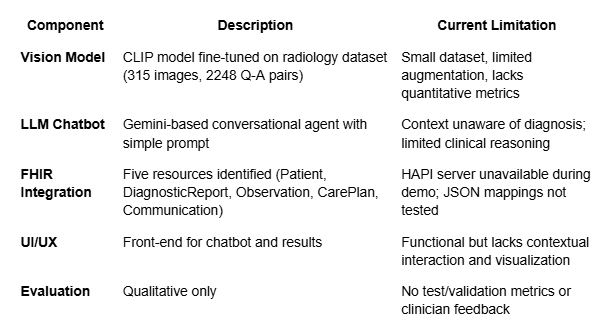 Component Description Current Limitation
Vision Model CLIP model fine-tuned on radiology dataset Small dataset, limited
(315 images, 2248 Q-A pairs) augmentation, lacks
quantitative metrics
LLM Chatbot Gemini-based conversational agent with Context unaware of diagnosis;
simple prompt limited clinical reasoning
FHIR Five resources identified (Patient, HAPI server unavailable during
Integration DiagnosticReport, Observation, CarePlan, demo; JSON mappings not
Communication) tested
UI/UX Front-end for chatbot and results Functional but lacks contextual
interaction and visualization
Evaluation Qualitative only No test/validation metrics or
clinician feedback